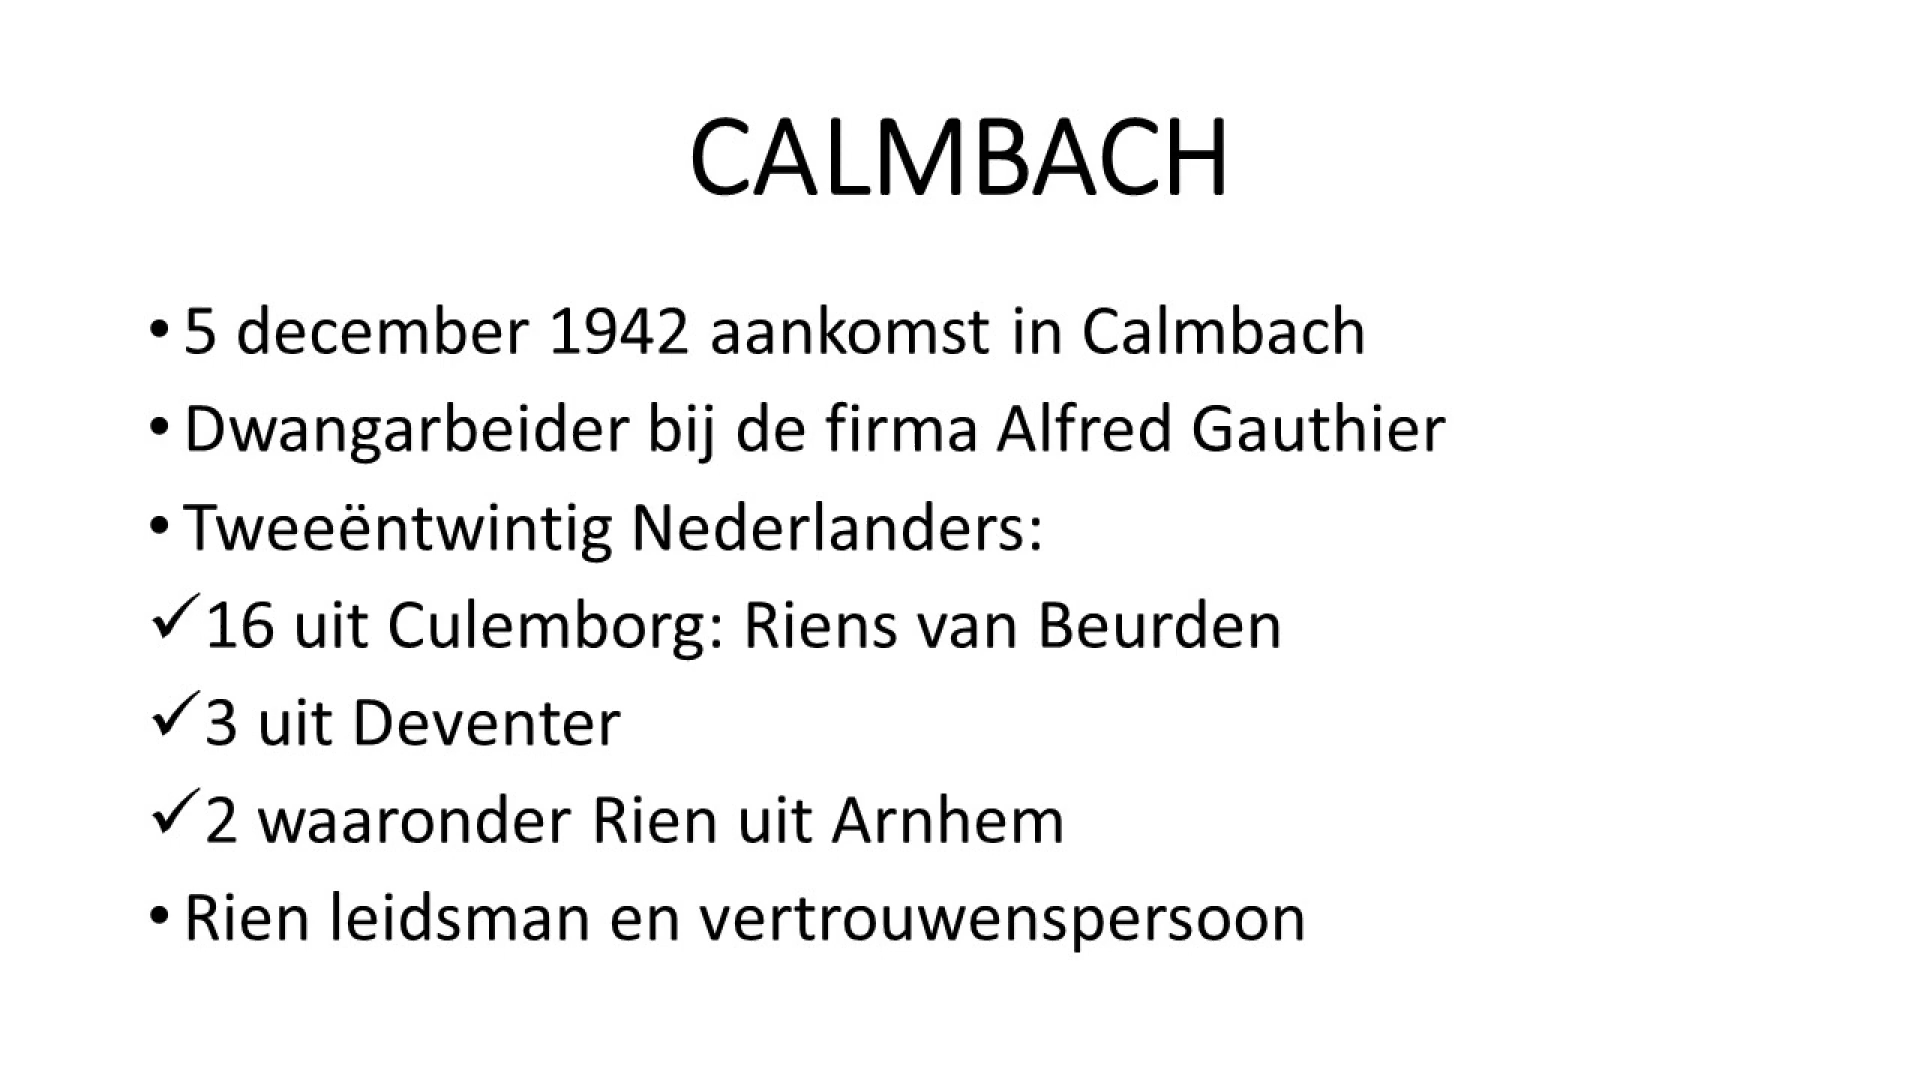 CALMBACH
• 5 december 1942 aankomst in Calmbach
• Dwangarbeider bij de firma Alfred Gauthier
• Tweeëntwintig Nederlanders:
✓ 16 uit Culemborg: Riens van Beurden
✓ 3 uit Deventer
✓ 2 waaronder Rien uit Arnhem
• Rien leidsman en vertrouwenspersoon